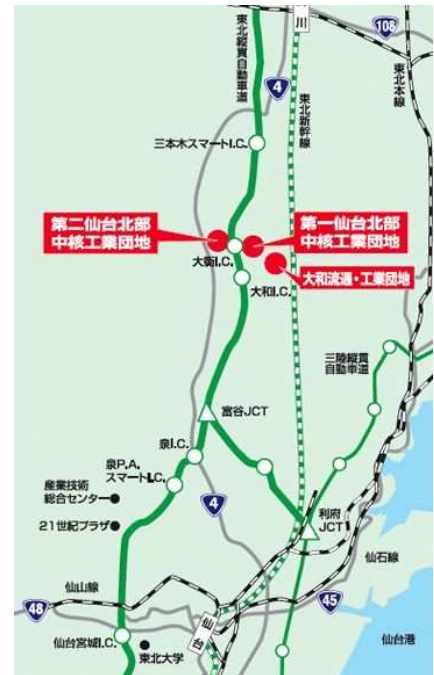 川
108
東北縦貫自動車道
4
東北新幹線
東北本線
三本木スマートI.C.
第二仙台北部
中核工業団地
第一仙台北部
中核工業団地
大衡I.C.
大和流通・工業団地
大和I.C.
三陸縦貫
自動車道
富谷JCT
泉I.C.
泉P.A.
スマートI.C.
産業技術
総合センター
4
21世紀プラザ
利府
JCT
仙石線
仙山線
48
45
仙台
仙台宮城I.C.
東北大学
仙台港